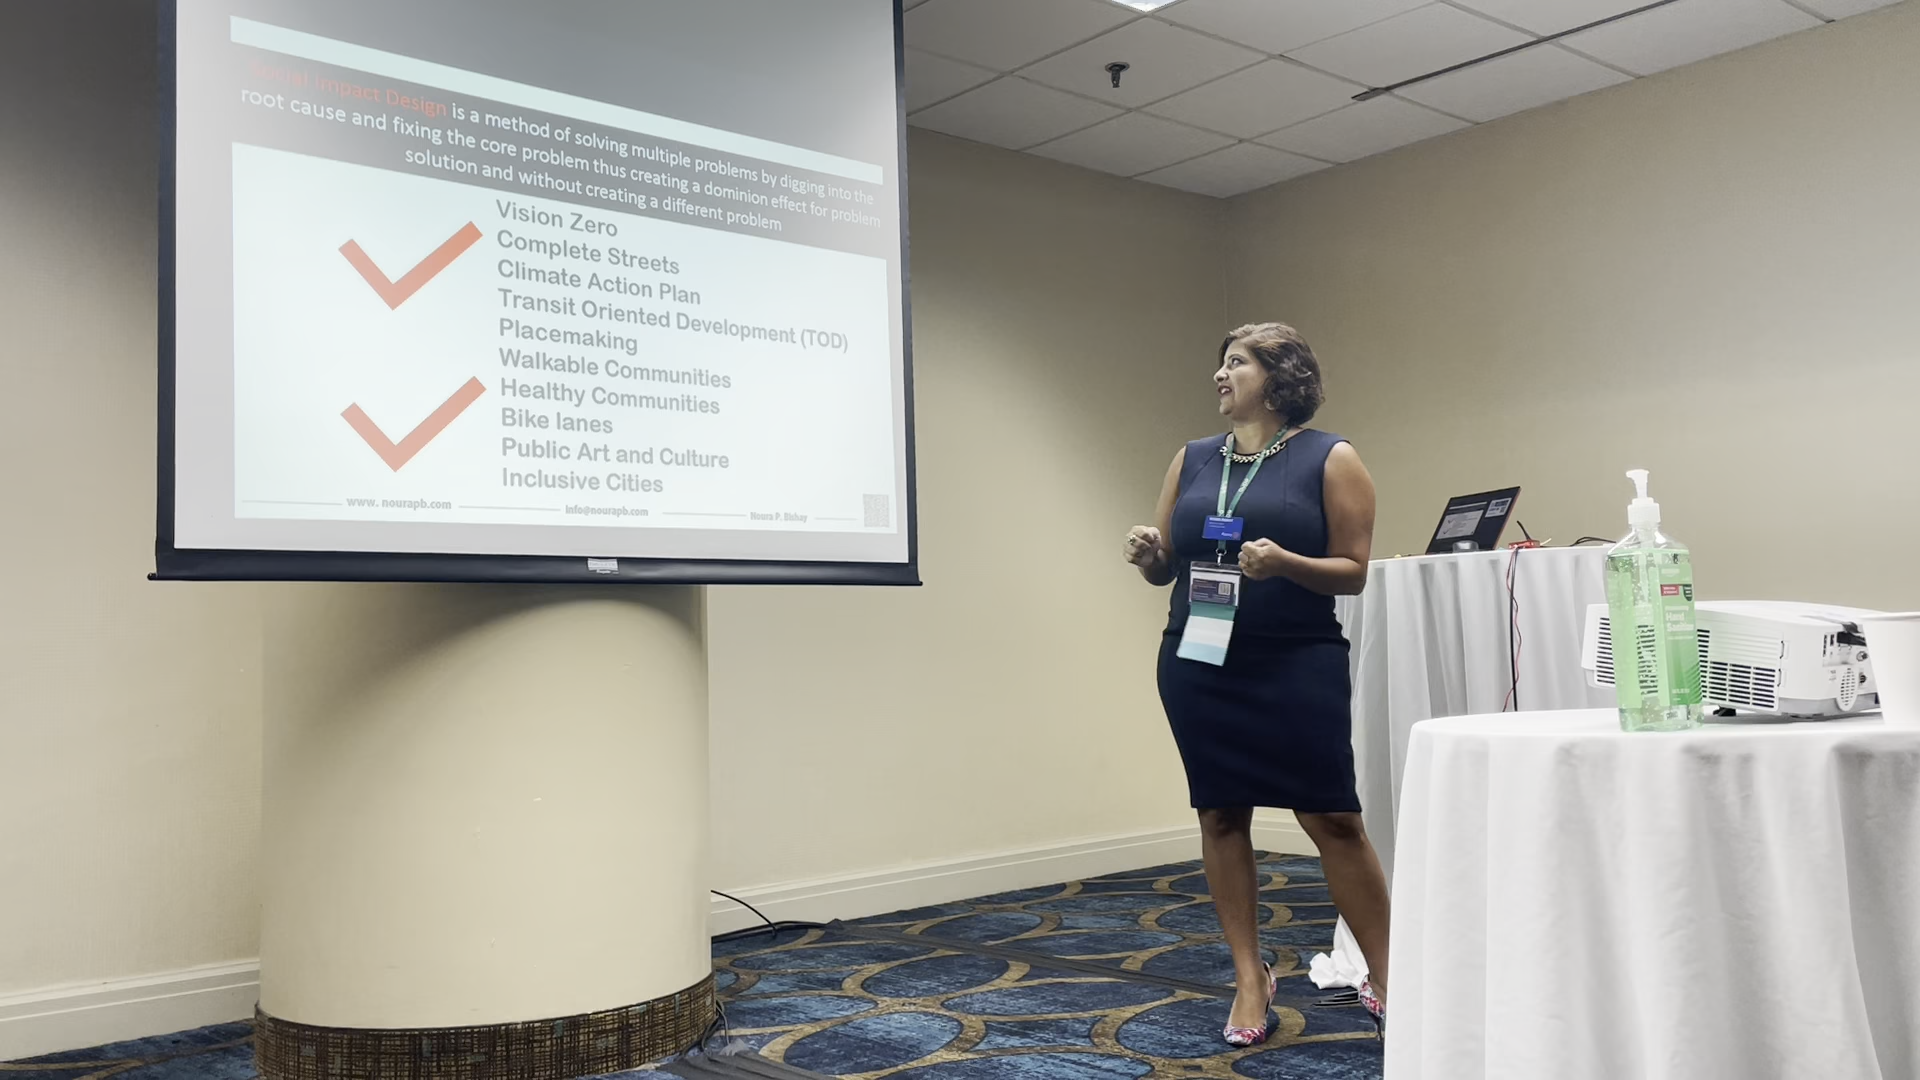 Social Impact Design is a method of solving multiple problems by digging into the
root cause and fixing the core problem thus creating a dominion effect for problem
solution and without creating a different problem
Vision Zero
Complete Streets
Climate Action Plan
Transit Oriented Development (TOD)
Placemaking
Walkable Communities
Healthy Communities
Bike lanes
Public Art and Culture
Inclusive Cities
www. nourapb.com
info@nourapb.com
Noura P. Bishay
Hand
Sanitizer